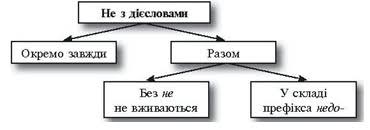 Не з дієсловами
Окремо завжди
Разом
Без не
не вживаються
У складі
префікса недо-